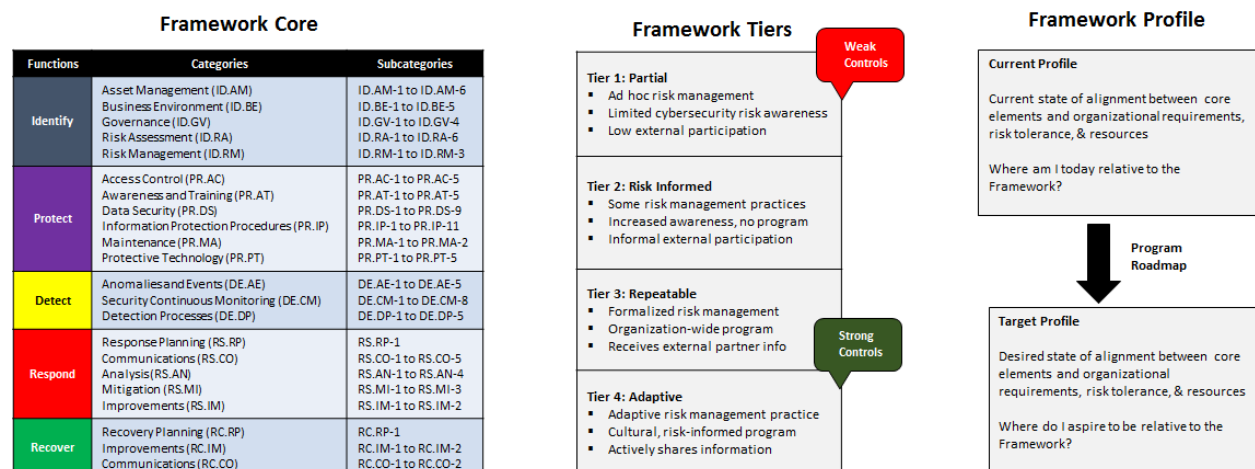 Framework Core
Functions Categories Subcategories
Identify
Asset Management (ID.AM) ID.AM-1 to ID.AM-6
Business Environment (ID.BE) ID.BE-1 to ID.BE-5
Governance (ID.GV) ID.GV-1 to ID.GV-4
Risk Assessment (ID.RA) ID.RA-1 to ID.RA-6
Risk Management (ID.RM) ID.RM-1 to ID.RM-3
Protect
Access Control (PR.AC) PR.AC-1 to PR.AC-5
Awareness and Training (PR.AT) PR.AT-1 to PR.AT-5
Data Security (PR.DS) PR.DS-1 to PR.DS-9
Information Protection Procedures (PR.IP) PR.IP-1 to PR.IP-11
Maintenance (PR.MA) PR.MA-1 to PR.MA-2
Protective Technology (PR.PT) PR.PT-1 to PR.PT-5
Detect
Anomalies and Events (DE.AE) DE.AE-1 to DE.AE-5
Security Continuous Monitoring (DE.CM) DE.CM-1 to DE.CM-8
Detection Processes (DE.DP) DE.DP-1 to DE.DP-5
Respond
Response Planning (RS.RP) RS.RP-1
Communications (RS.CO) RS.CO-1 to RS.CO-5
Analysis (RS.AN) RS.AN-1 to RS.AN-4
Mitigation (RS.MI) RS.MI-1 to RS.MI-3
Improvements (RS.IM) RS.IM-1 to RS.IM-2
Recover
Recovery Planning (RC.RP) RC.RP-1
Improvements (RC.IM) RC.IM-1 to RC.IM-2
Communications (RC.CO) RC.CO-1 to RC.CO-2
Framework Tiers
Weak
Controls
Tier 1: Partial
▪ Ad hoc risk management
▪ Limited cybersecurity risk awareness
▪ Low external participation
Tier 2: Risk Informed
▪ Some risk management practices
▪ Increased awareness, no program
▪ Informal external participation
Tier 3: Repeatable
▪ Formalized risk management
▪ Organization-wide program
▪ Receives external partner info
Strong
Controls
Tier 4: Adaptive
▪ Adaptive risk management practice
▪ Cultural, risk-informed program
▪ Actively shares information
Framework Profile
Current Profile
Current state of alignment between core
elements and organizational requirements,
risk tolerance, & resources
Where am I today relative to the
Framework?
Program
Roadmap
Target Profile
Desired state of alignment between core
elements and organizational
requirements, risk tolerance, & resources
Where do I aspire to be relative to the
Framework?